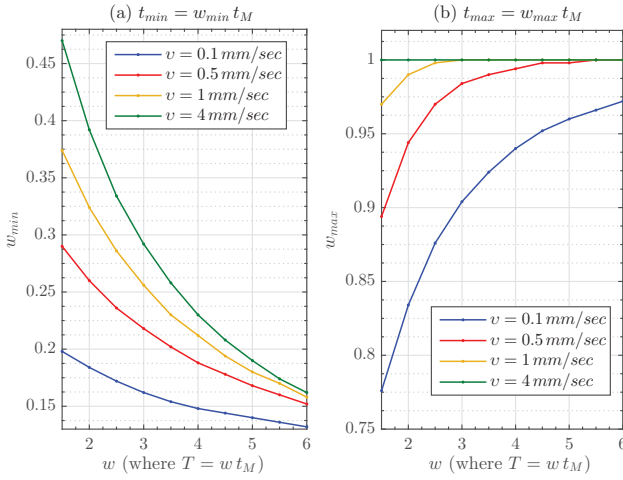 (a) t_min = w_min t_M
0.45
0.4
0.35
0.3
0.25
0.2
0.15
w_min
2 3 4 5 6
w (where T = w t_M)
v = 0.1 mm/sec
v = 0.5 mm/sec
v = 1 mm/sec
v = 4 mm/sec
(b) t_max = w_max t_M
1
0.95
0.9
0.85
0.8
0.75
w_max
2 3 4 5 6
w (where T = w t_M)
v = 0.1 mm/sec
v = 0.5 mm/sec
v = 1 mm/sec
v = 4 mm/sec